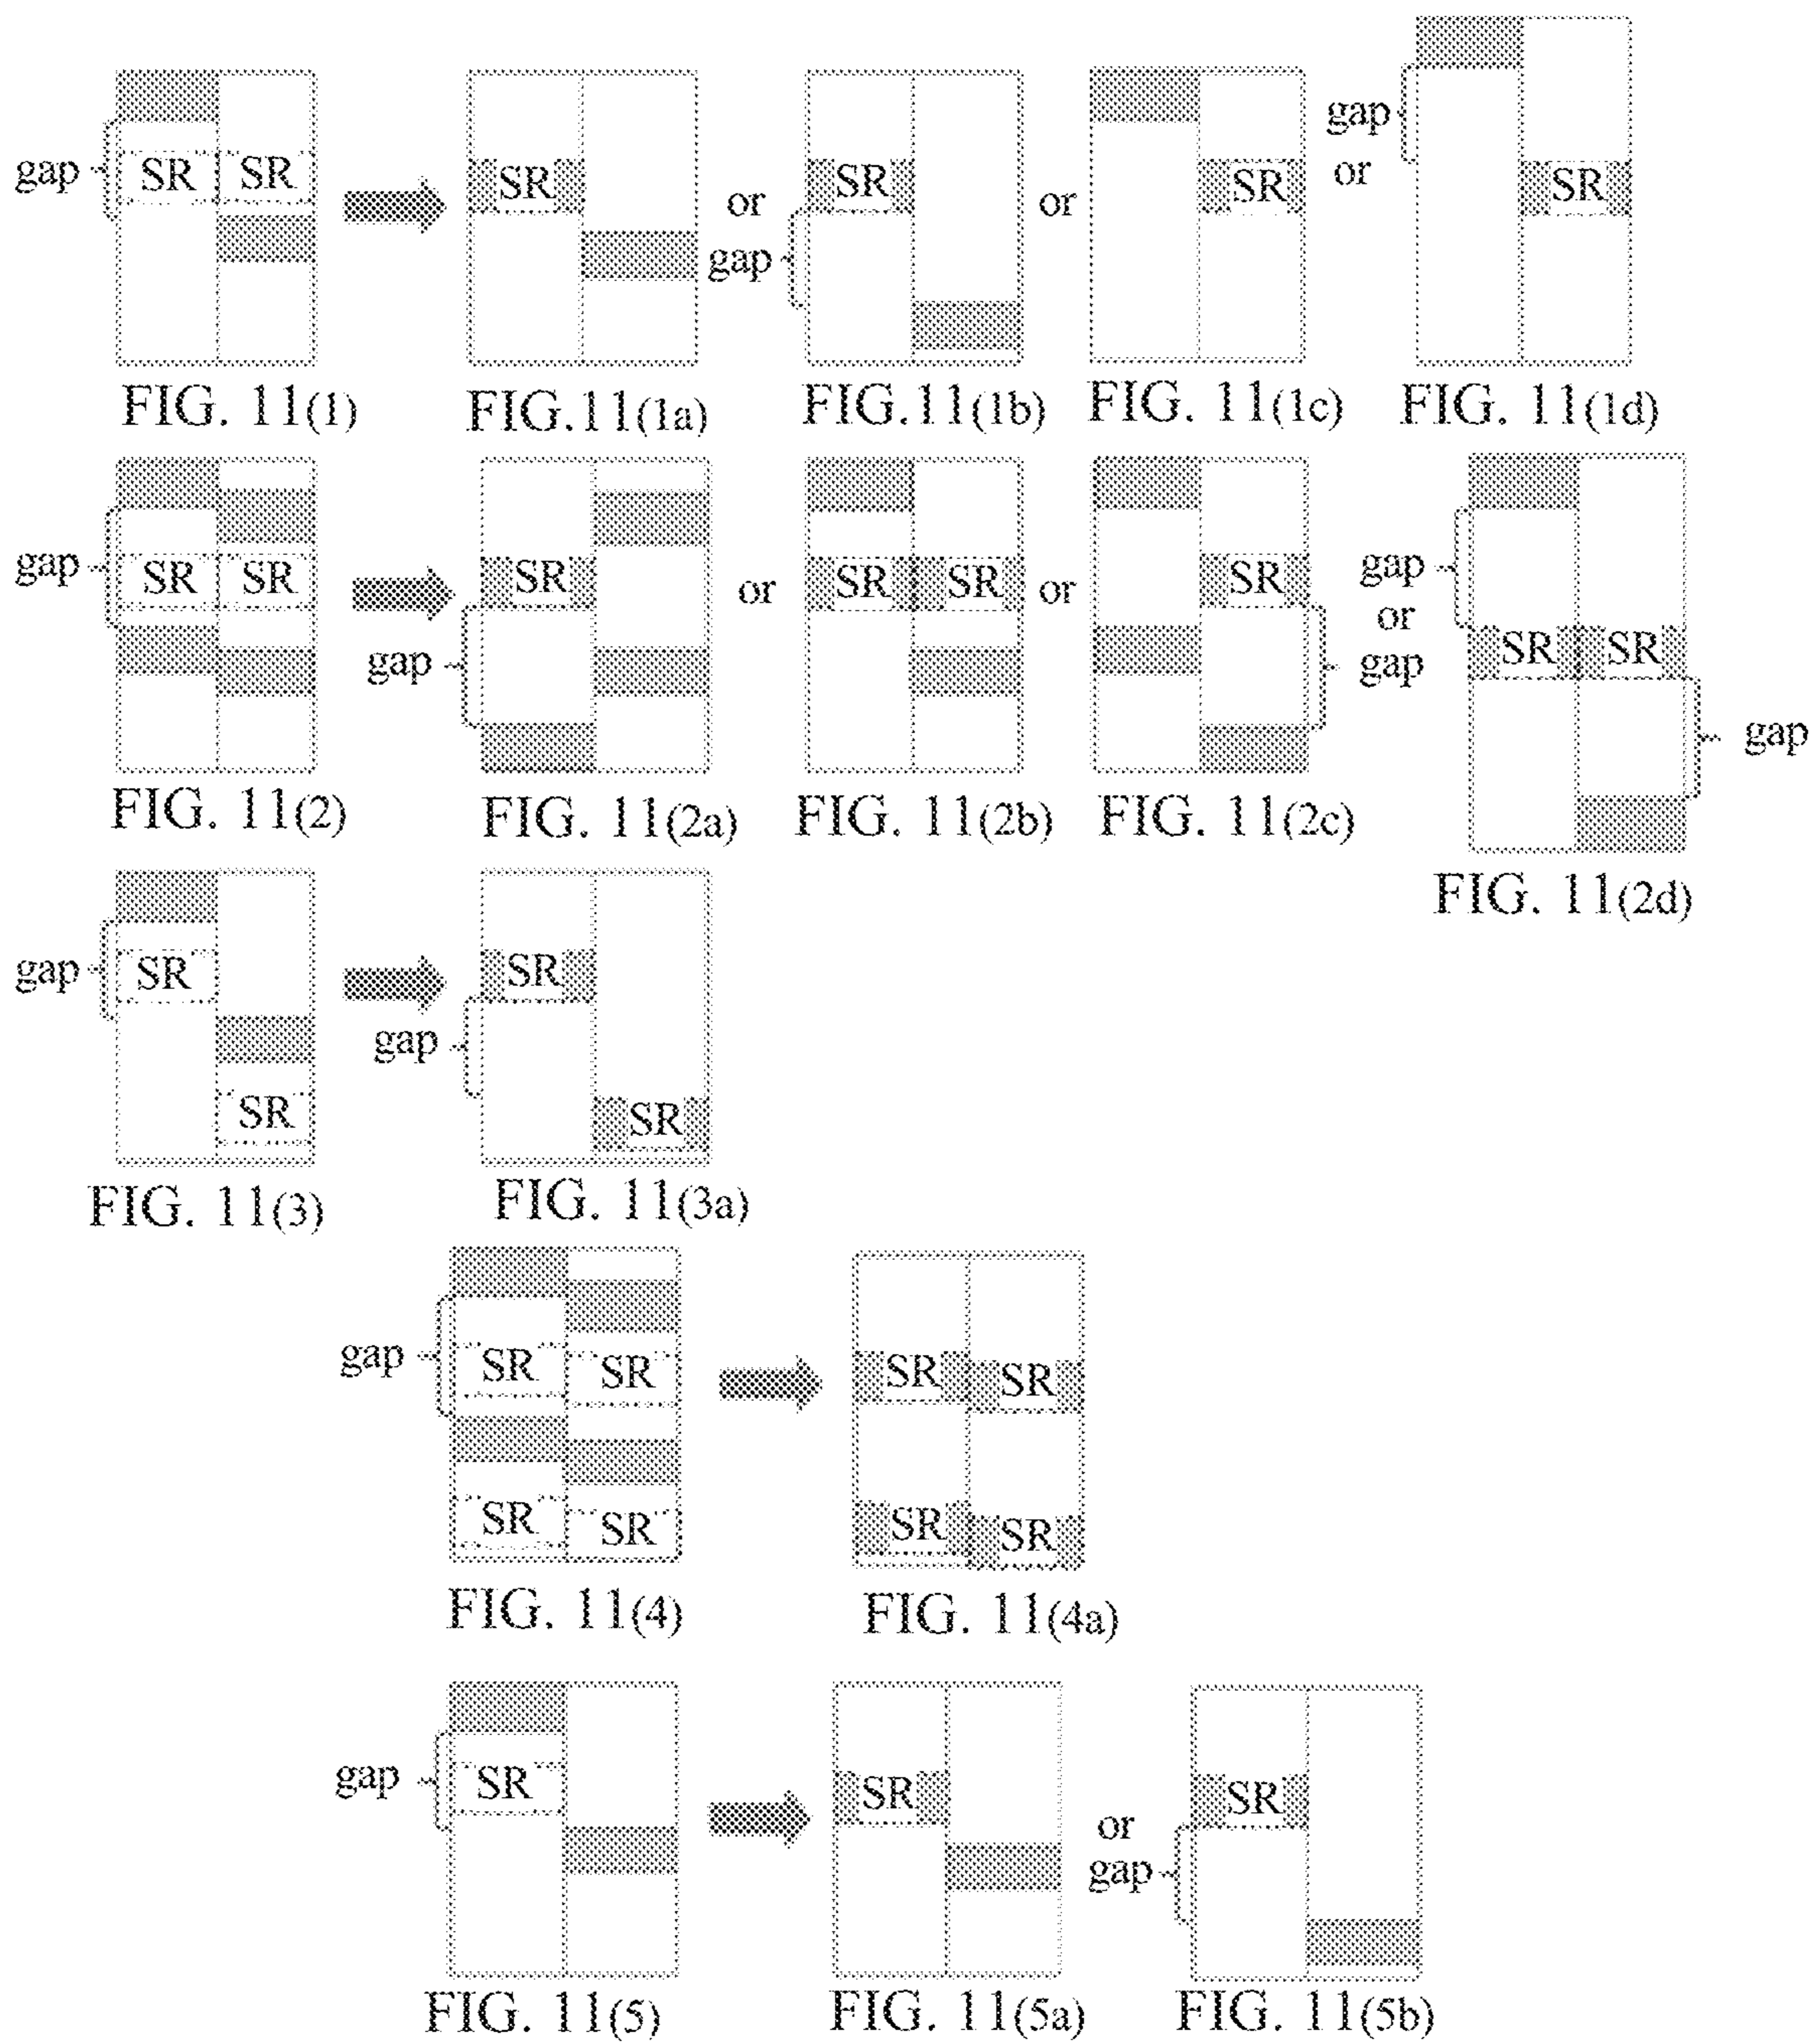 gap SR SR or gap or SR SR gap or SR
SR
gap
FIG. 11(1) FIG.11(1a) FIG.11(1b) FIG. 11(1c) FIG. 11(1d)
gap SR SR SR or SR SR or SR gap or
gap gap
SR SR
gap
FIG. 11(2) FIG. 11(2a) FIG. 11(2b) FIG. 11(2c)
FIG. 11(2d)
gap SR SR
gap
SR SR
FIG. 11(3) FIG. 11(3a)
gap SR SR SR SR
SR SR SR SR
FIG. 11(4) FIG. 11(4a)
gap SR SR SR
or
gap
FIG. 11(5) FIG. 11(5a) FIG. 11(5b)